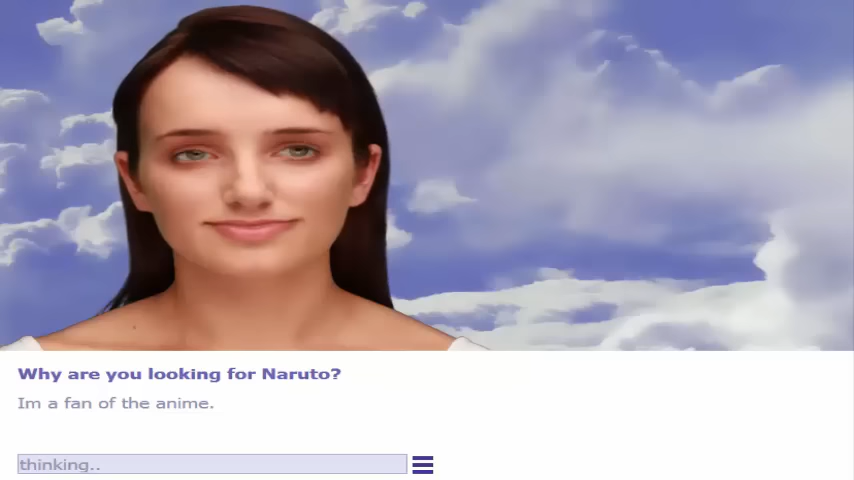 Why are you looking for Naruto?
Im a fan of the anime.
thinking..